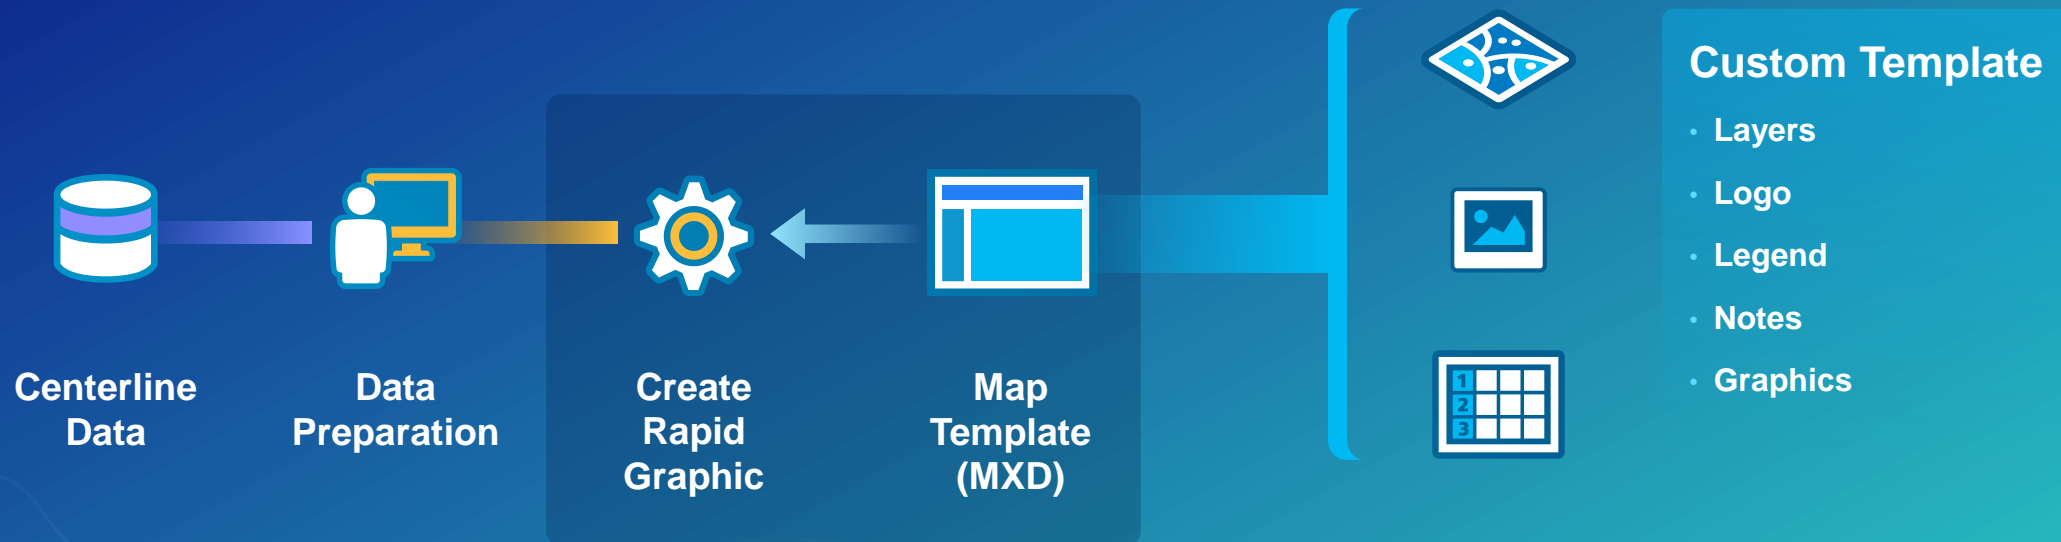 Centerline
Data
Data
Preparation
Create
Rapid
Graphic
Map
Template
(MXD)
1
2
3
Custom Template
• Layers
• Logo
• Legend
• Notes
• Graphics